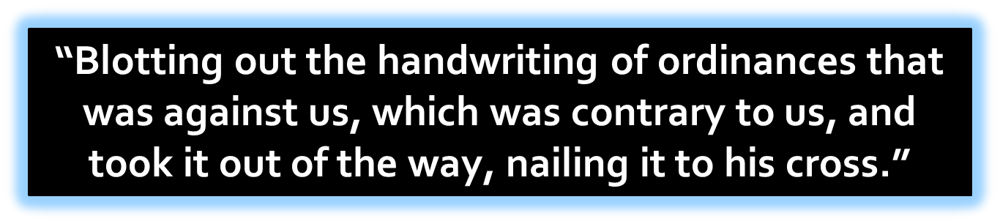 “Blotting out the handwriting of ordinances that
was against us, which was contrary to us, and
took it out of the way, nailing it to his cross.”